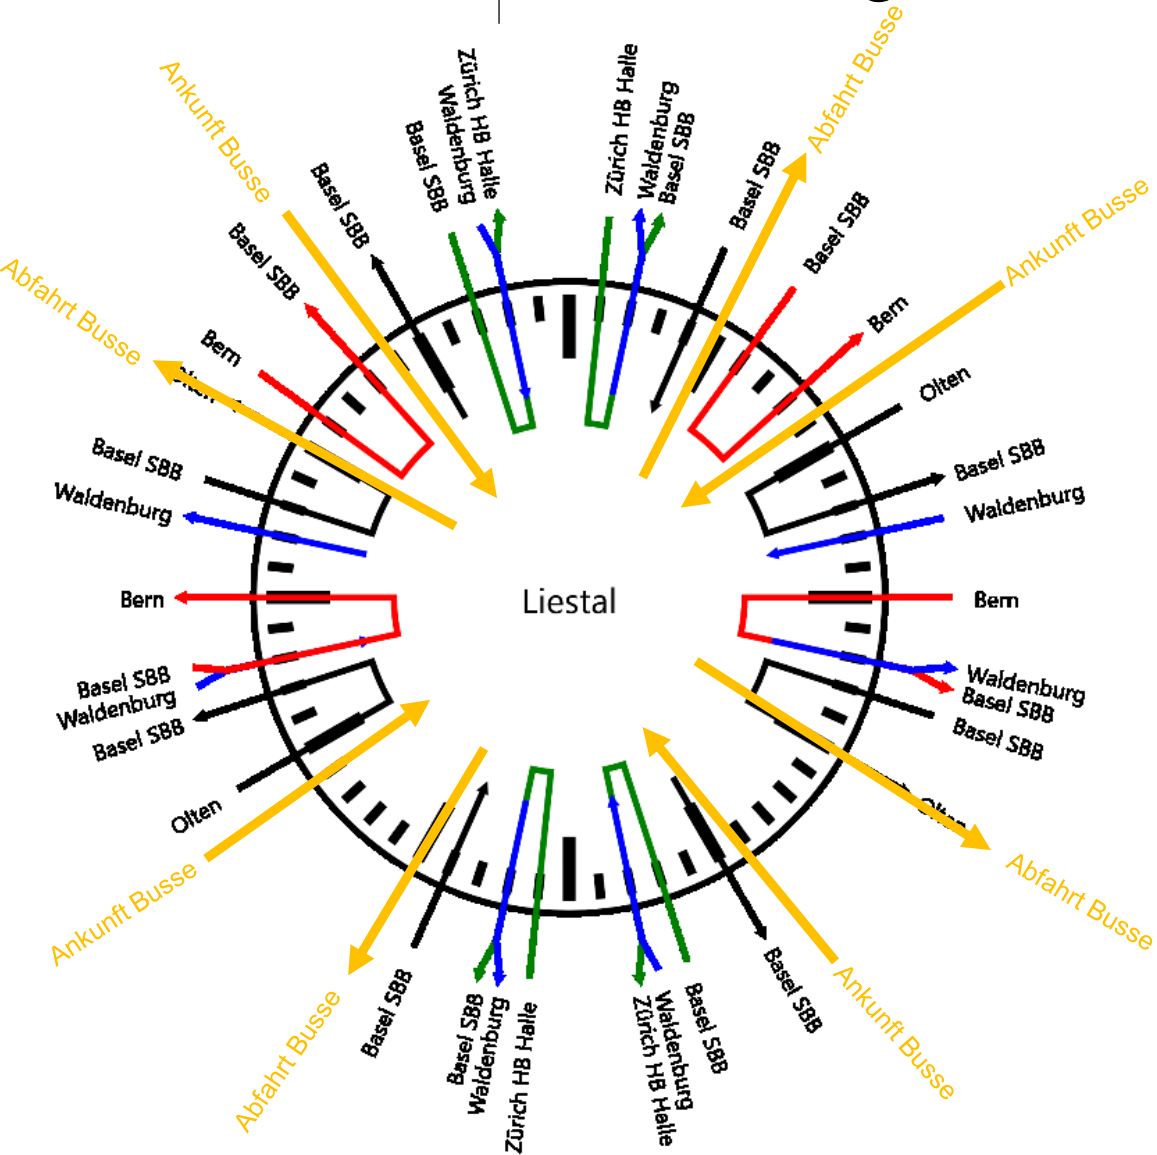 Zürich HB Halle
Waldenburg
Basel SBB
Zürich HB Halle
Waldenburg
Basel SBB
Basel SBB
Abfahrt Busse
Basel SBB
Ankunft Busse
Bern
Olten
Basel SBB
Waldenburg
Bern
Waldenburg
Basel SBB
Basel SBB
Olten
Abfahrt Busse
Ankunft Busse
Basel SBB
Basel SBB
Waldenburg
Zürich HB Halle
Zürich HB Halle
Waldenburg
Basel SBB
Basel SBB
Abfahrt Busse
Ankunft Busse
Olten
Basel SBB
Waldenburg
Basel SBB
Bern
Waldenburg
Basel SBB
Olten
Abfahrt Busse
Bern
Basel SBB
Ankunft Busse
Basel SBB
Liestal